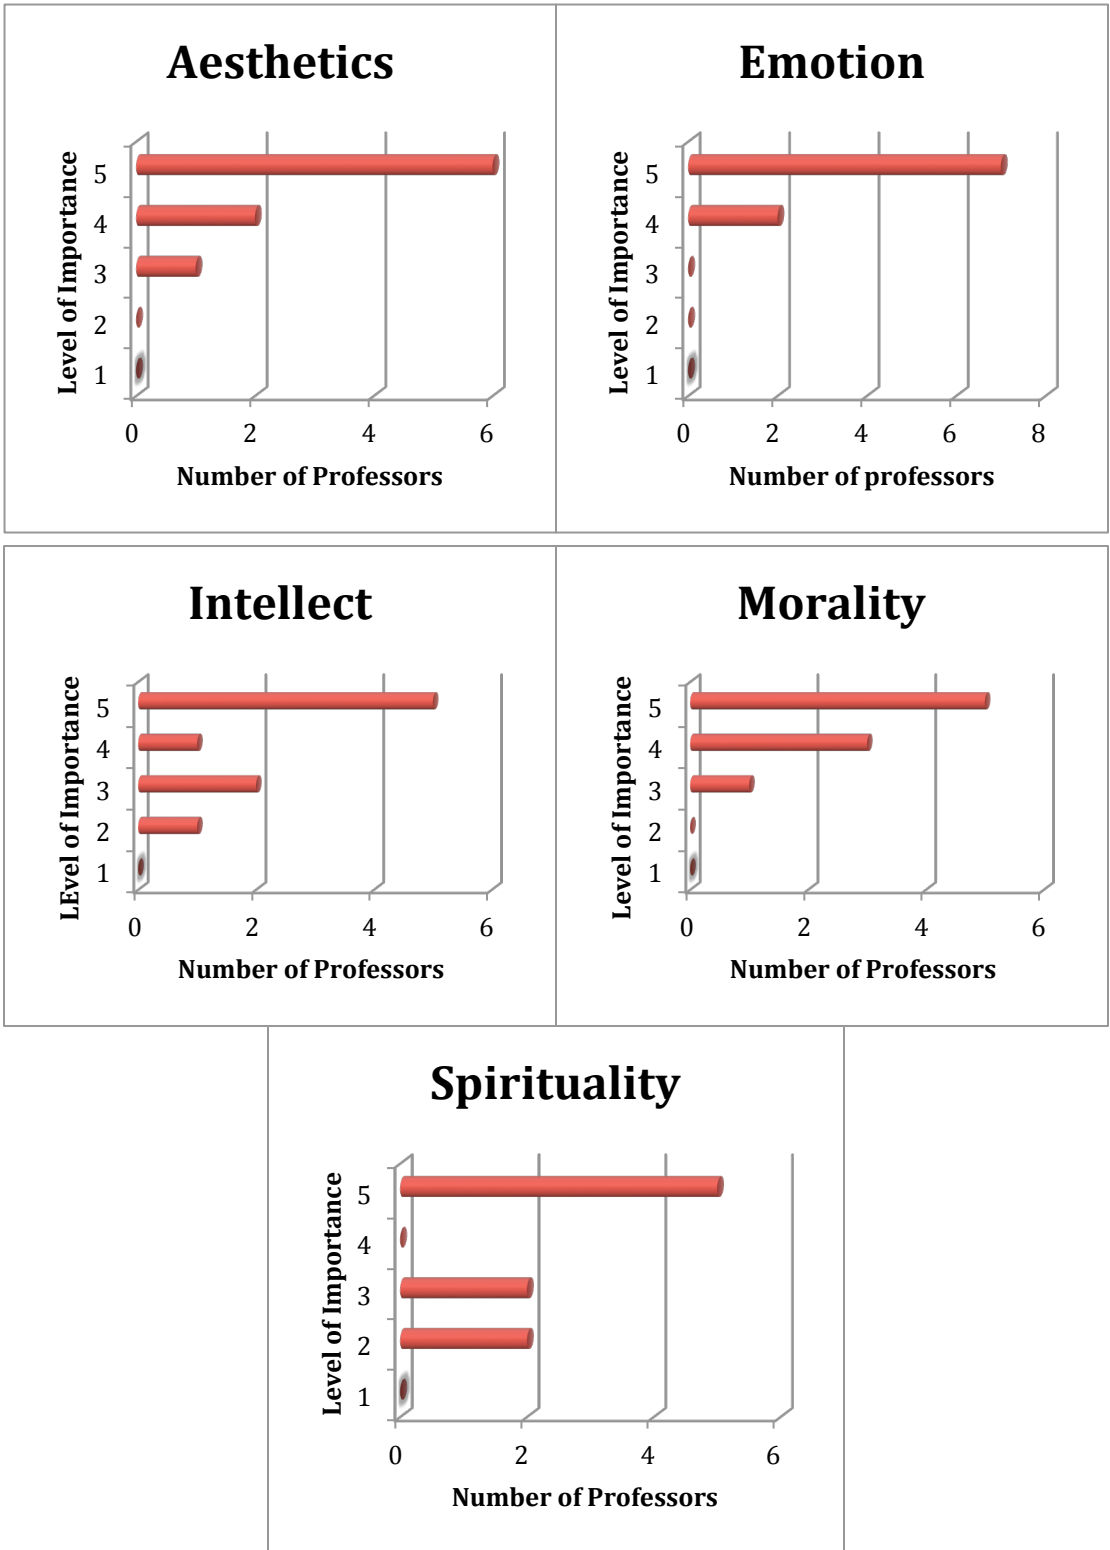 Aesthetics
Level of Importance
5
4
3
2
1
0 2 4 6
Number of Professors
Emotion
Level of Importance
5
4
3
2
1
0 2 4 6 8
Number of professors
Intellect
LEvel of Importance
5
4
3
2
1
0 2 4 6
Number of Professors
Morality
Level of Importance
5
4
3
2
1
0 2 4 6
Number of Professors
Spirituality
Level of Importance
5
4
3
2
1
0 2 4 6
Number of Professors